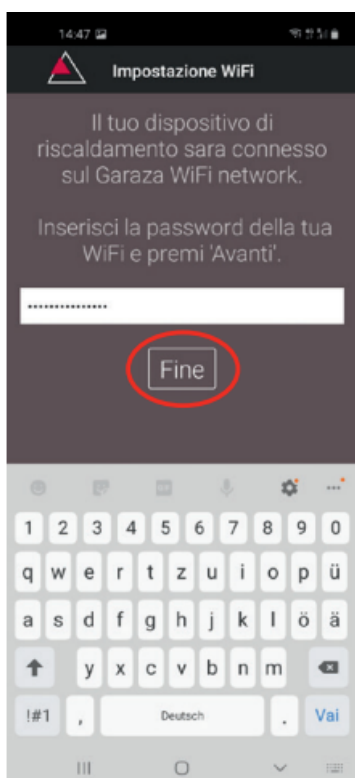 14:47
Impostazione WiFi
Il tuo dispositivo di
riscaldamento sara connesso
sul Garaza WiFi network.
Inserisci la password della tua
WiFi e premi 'Avanti'.
Fine
1 2 3 4 5 6 7 8 9 0
q w e r t z u i o p ü
a s d f g h j k l ö ä
y x c v b n m
!#1 , Deutsch . Vai